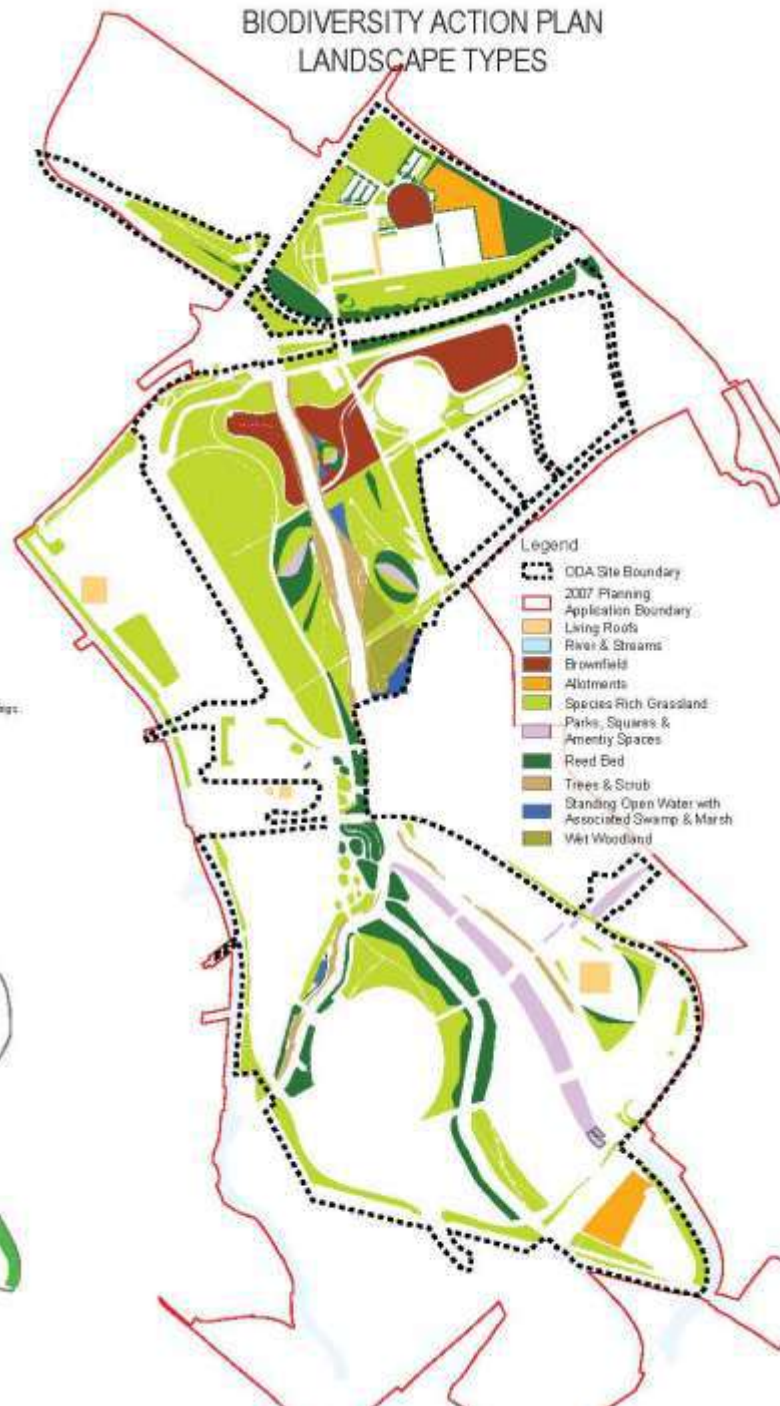 BIODIVERSITY ACTION PLAN
LANDSCAPE TYPES
Legend
ODA Site Boundary
2007 Planning
Application Boundary
Living Roofs
River & Streams
Brownfield
Allotments
Species Rich Grassland
Parks, Squares &
Amentiy Spaces
Reed Bed
Trees & Scrub
Standing Open Water with
Associated Swamp & Marsh
Wet Woodland